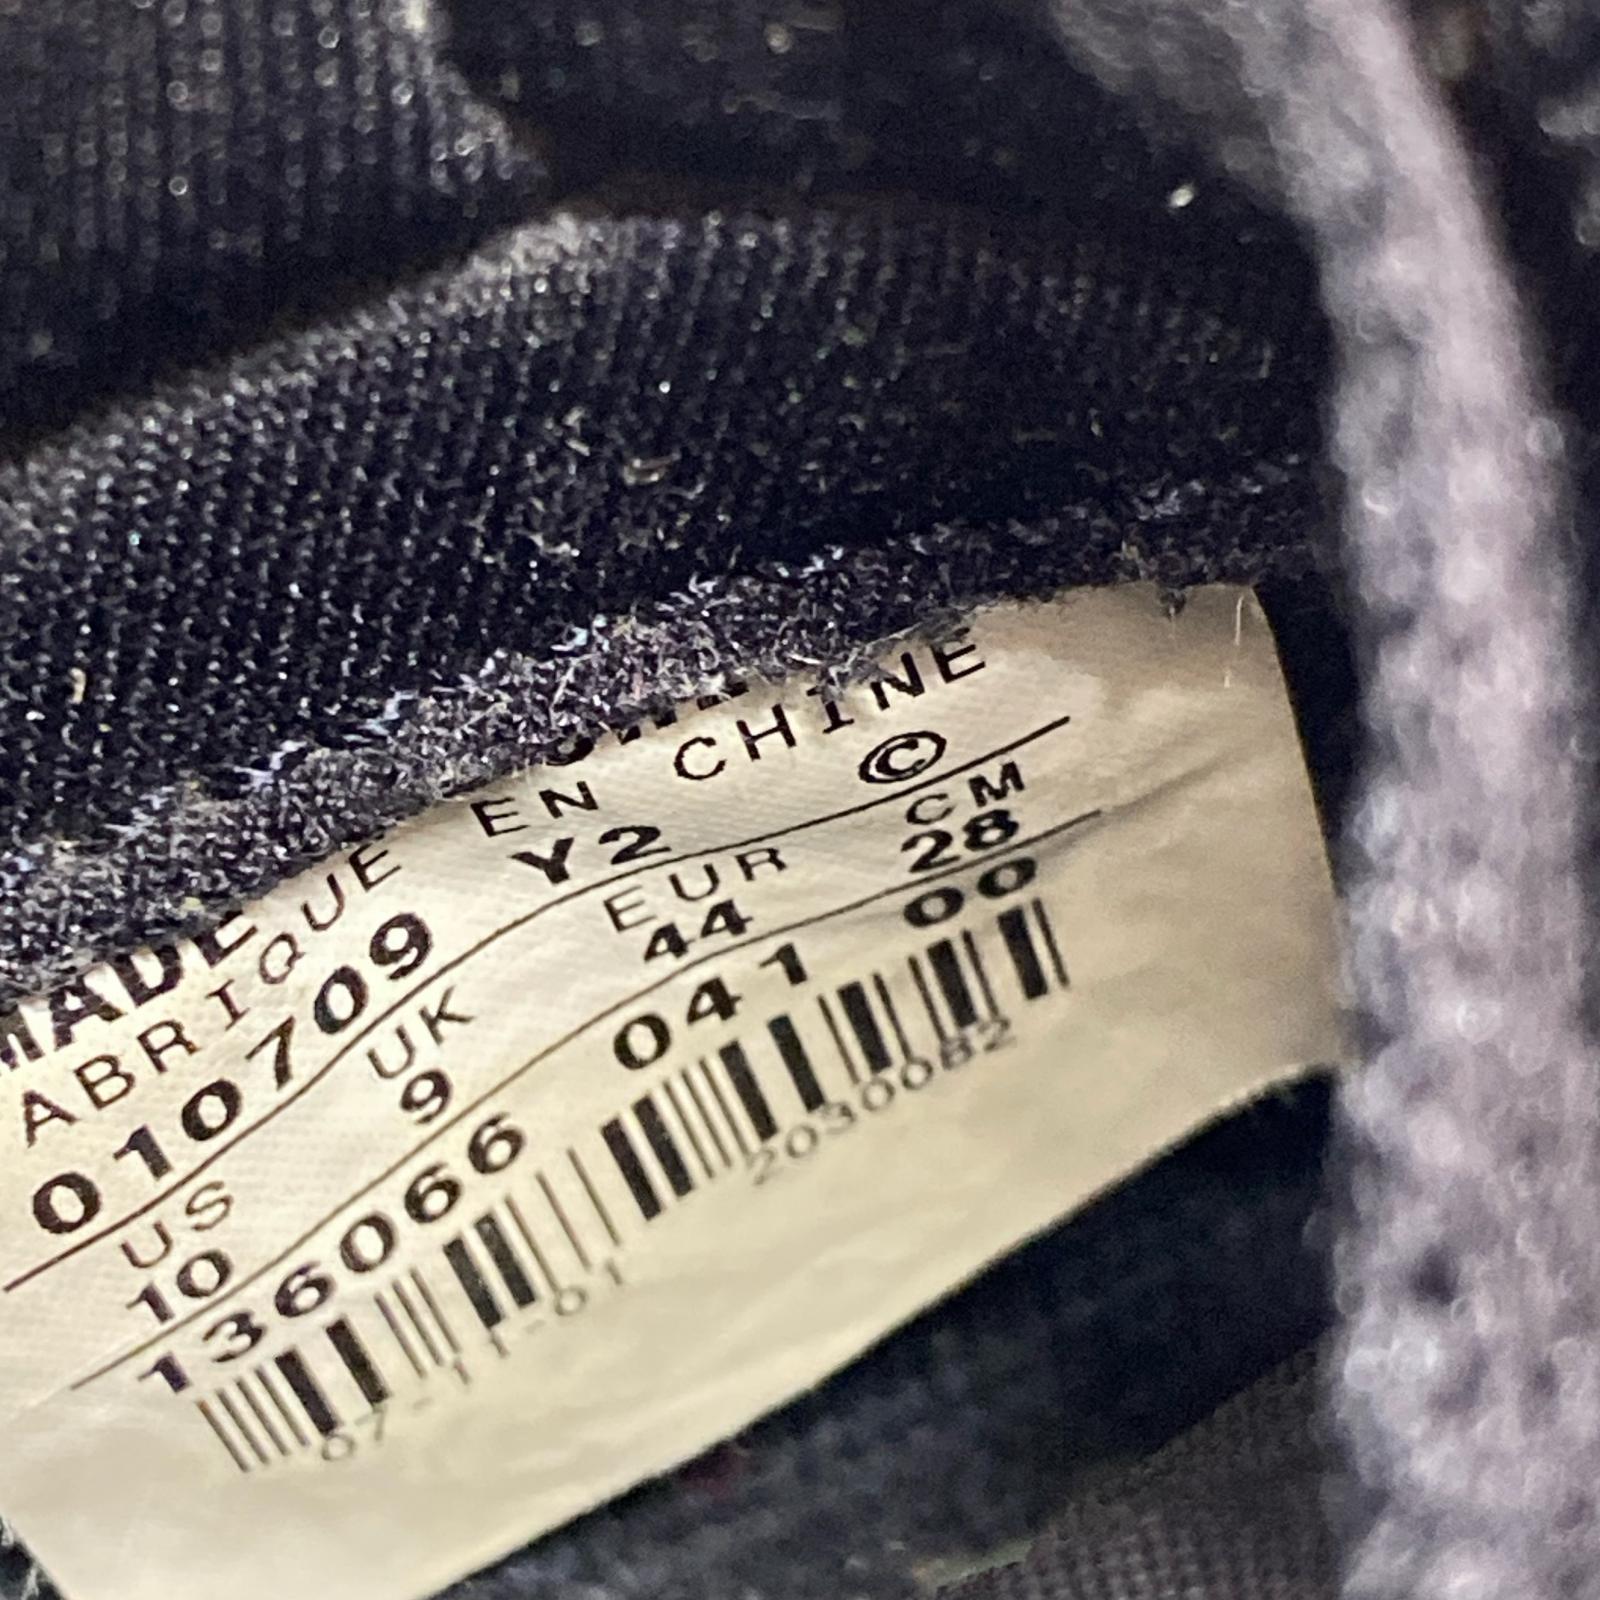 MADE
FABRIQUE EN CHINE
010709 Y2 ©
US UK EUR CM
10 9 44 28
136066 041 00
07-11-01 2030082